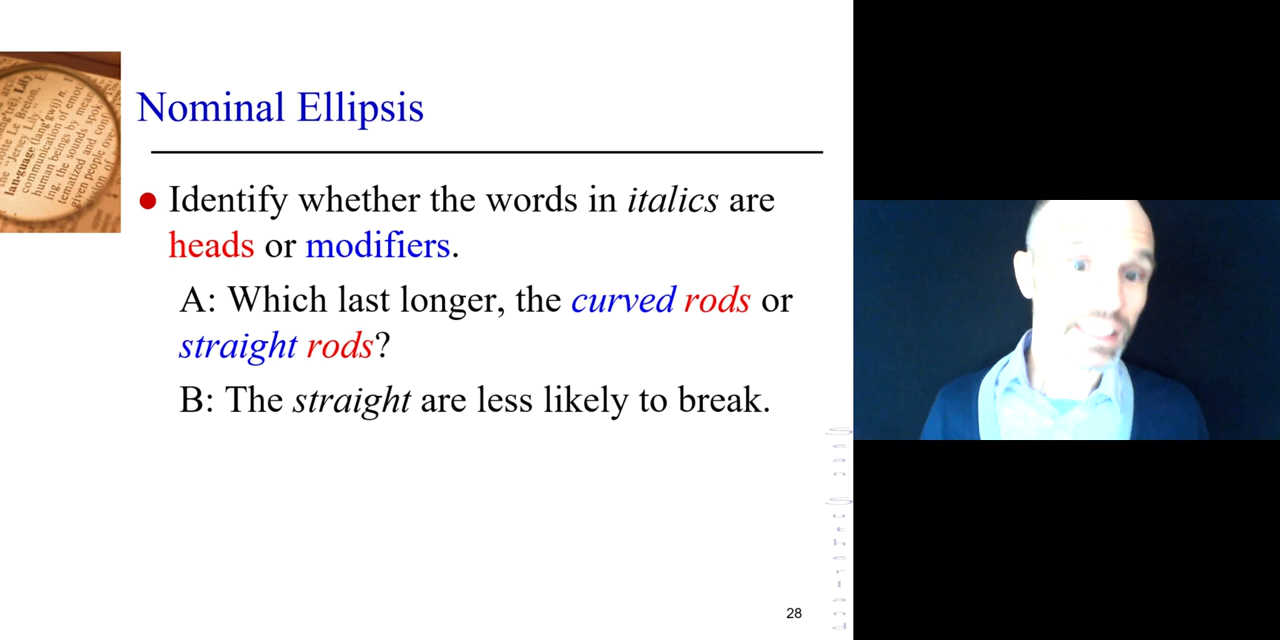 Nominal Ellipsis
● Identify whether the words in italics are
heads or modifiers.
A: Which last longer, the curved rods or
straight rods?
B: The straight are less likely to break.
28